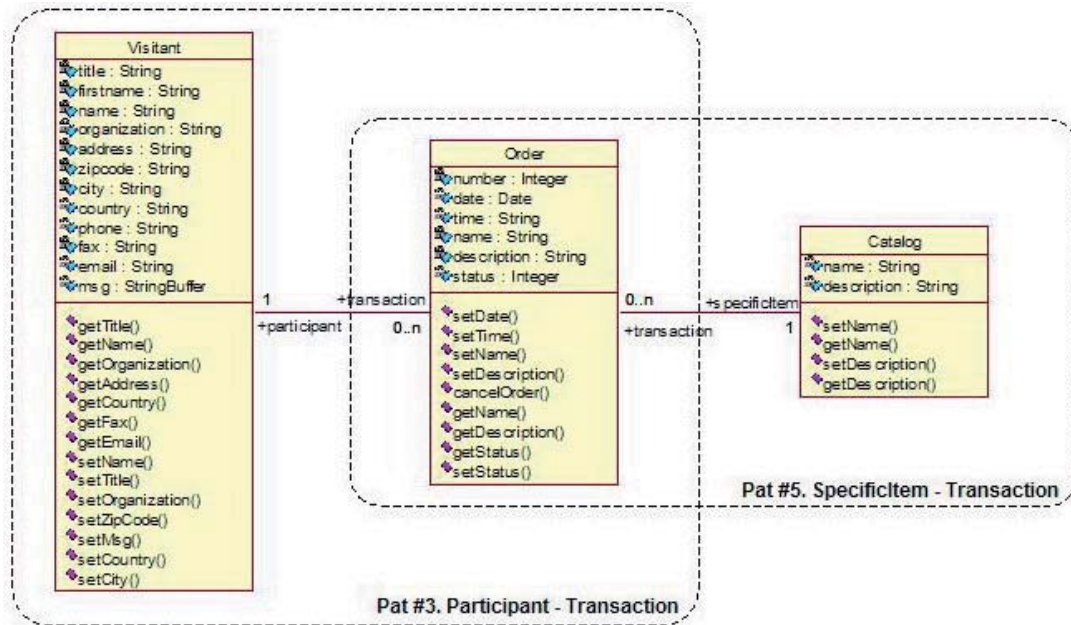 Visitant
title : String
firstname : String
name : String
organization : String
address : String
zipcode : String
city : String
country : String
phone : String
fax : String
email : String
msg : StringBuffer
getTitle()
getName()
getOrganization()
getAddress()
getCountry()
getFax()
getEmail()
setName()
setTitle()
setOrganization()
setZipCode()
setMsg()
setCountry()
setCity()
1
+participant
+transaction
0..n
Order
number : Integer
date : Date
time : String
name : String
description : String
status : Integer
setDate()
setTime()
setName()
setDescription()
cancelOrder()
getName()
getDescription()
getStatus()
setStatus()
0..n
+transaction
+specificItem
1
Catalog
name : String
description : String
setName()
getName()
setDescription()
getDescription()
Pat #5. SpecificItem - Transaction
Pat #3. Participant - Transaction